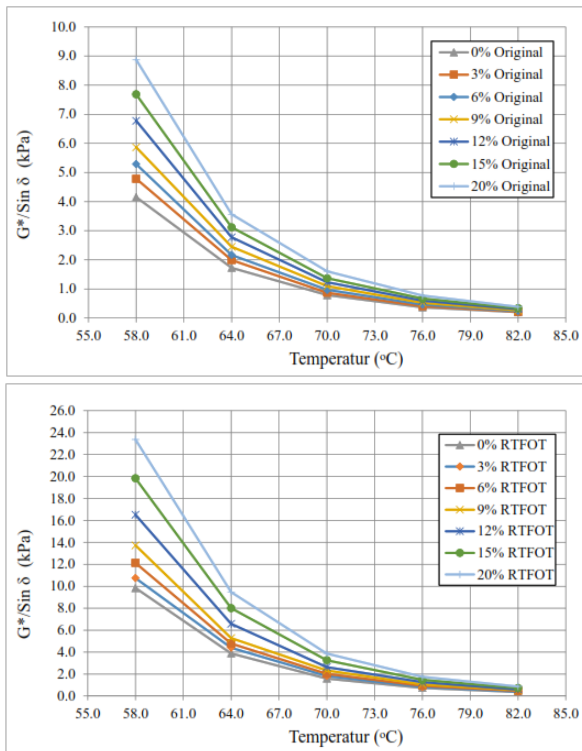 10.0
9.0
8.0
7.0
6.0
5.0
4.0
3.0
2.0
1.0
0.0
G*/Sin δ (kPa)
0% Original
3% Original
6% Original
9% Original
12% Original
15% Original
20% Original
55.0 58.0 61.0 64.0 67.0 70.0 73.0 76.0 79.0 82.0 85.0
Temperatur (°C)
26.0
24.0
22.0
20.0
18.0
16.0
14.0
12.0
10.0
8.0
6.0
4.0
2.0
0.0
G*/Sin δ (kPa)
0% RTFOT
3% RTFOT
6% RTFOT
9% RTFOT
12% RTFOT
15% RTFOT
20% RTFOT
55.0 58.0 61.0 64.0 67.0 70.0 73.0 76.0 79.0 82.0 85.0
Temperatur (°C)